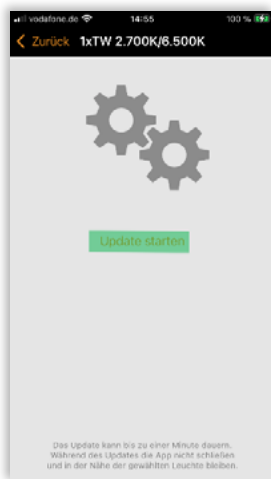 vodafone.de 14:55 100 %
Zurück 1xTW 2.700K/6.500K
Update starten
Das Update kann bis zu einer Minute dauern.
Während des Updates die App nicht schließen
und in der Nähe der gewählten Leuchte bleiben.